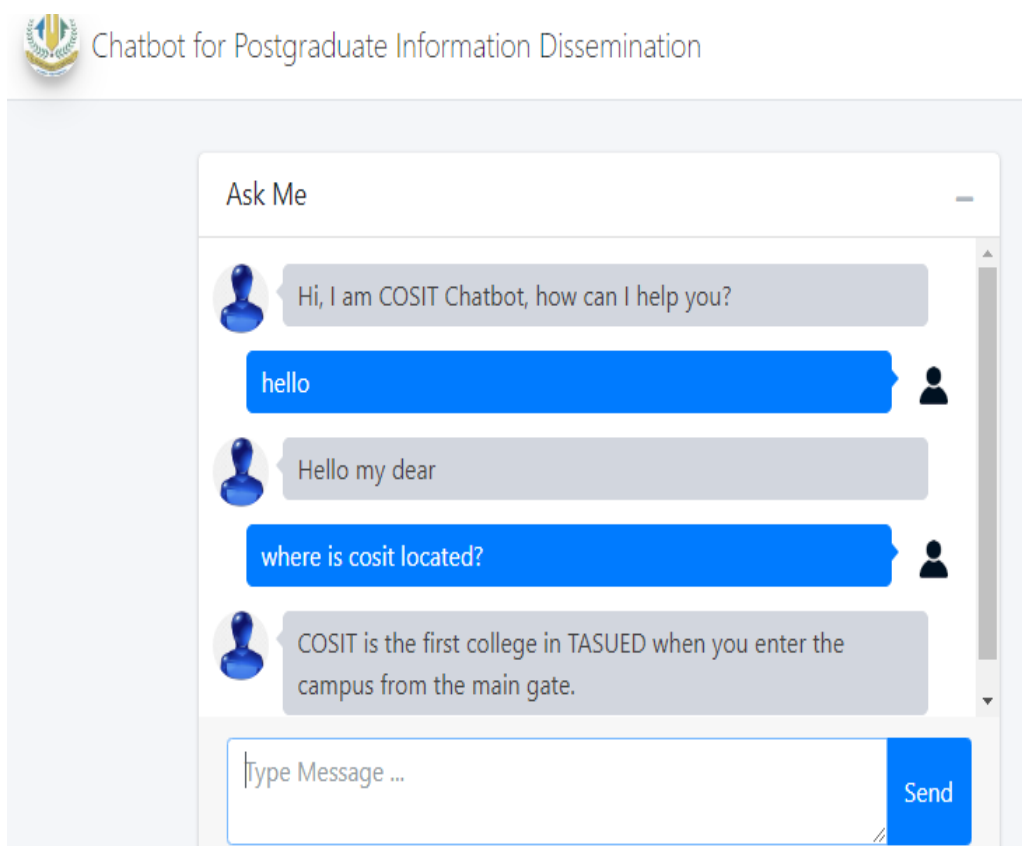 Chatbot for Postgraduate Information Dissemination
Ask Me
Hi, I am COSIT Chatbot, how can I help you?
hello
Hello my dear
where is cosit located?
COSIT is the first college in TASUED when you enter the
campus from the main gate.
Type Message ...
Send